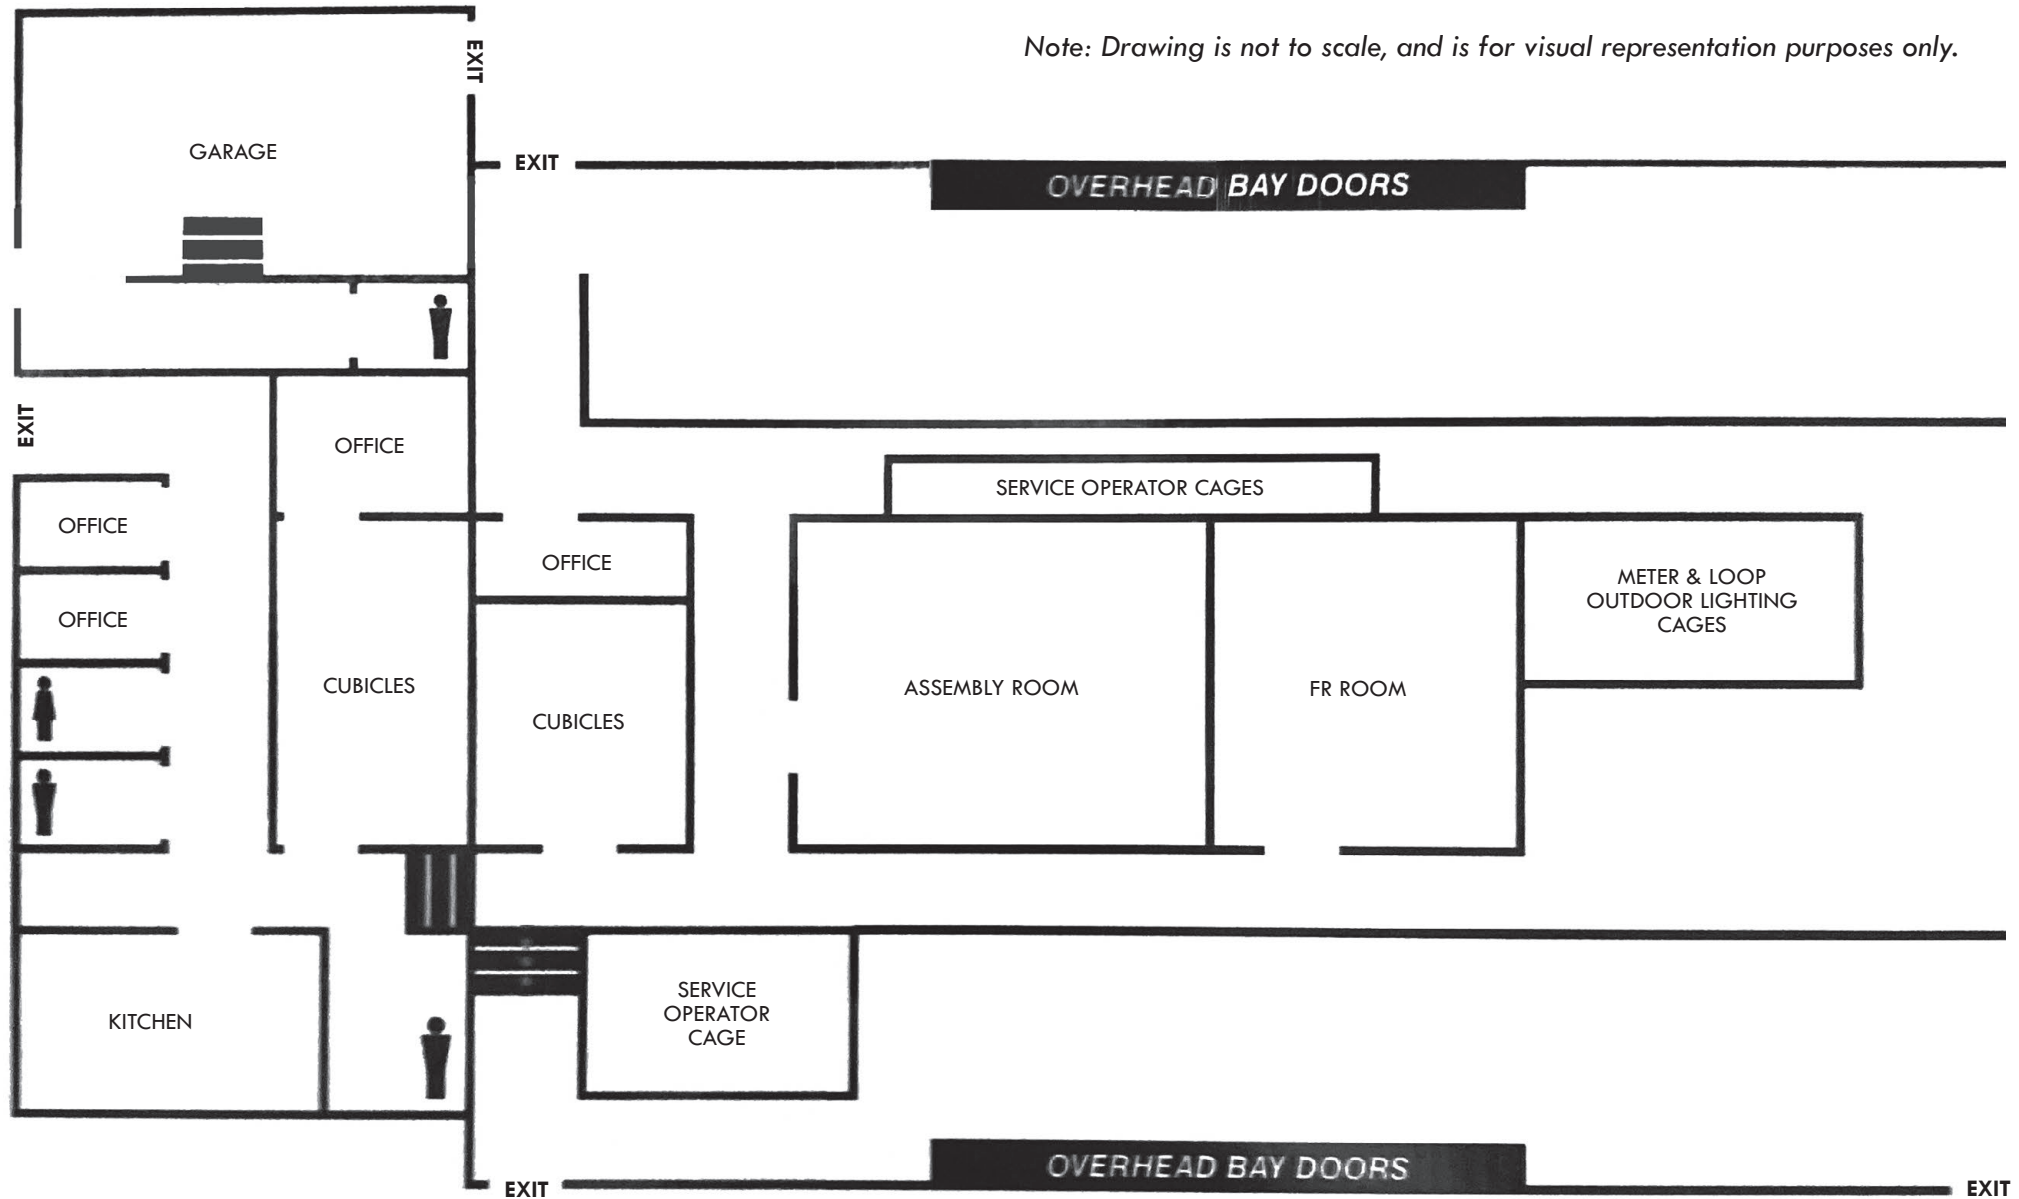 Note: Drawing is not to scale, and is for visual representation purposes only.
EXIT
GARAGE
EXIT
OVERHEAD BAY DOORS
EXIT
OFFICE
SERVICE OPERATOR CAGES
OFFICE
OFFICE
METER & LOOP
OUTDOOR LIGHTING
CAGES
OFFICE
CUBICLES
ASSEMBLY ROOM
FR ROOM
CUBICLES
SERVICE
OPERATOR
CAGE
KITCHEN
OVERHEAD BAY DOORS
EXIT
EXIT